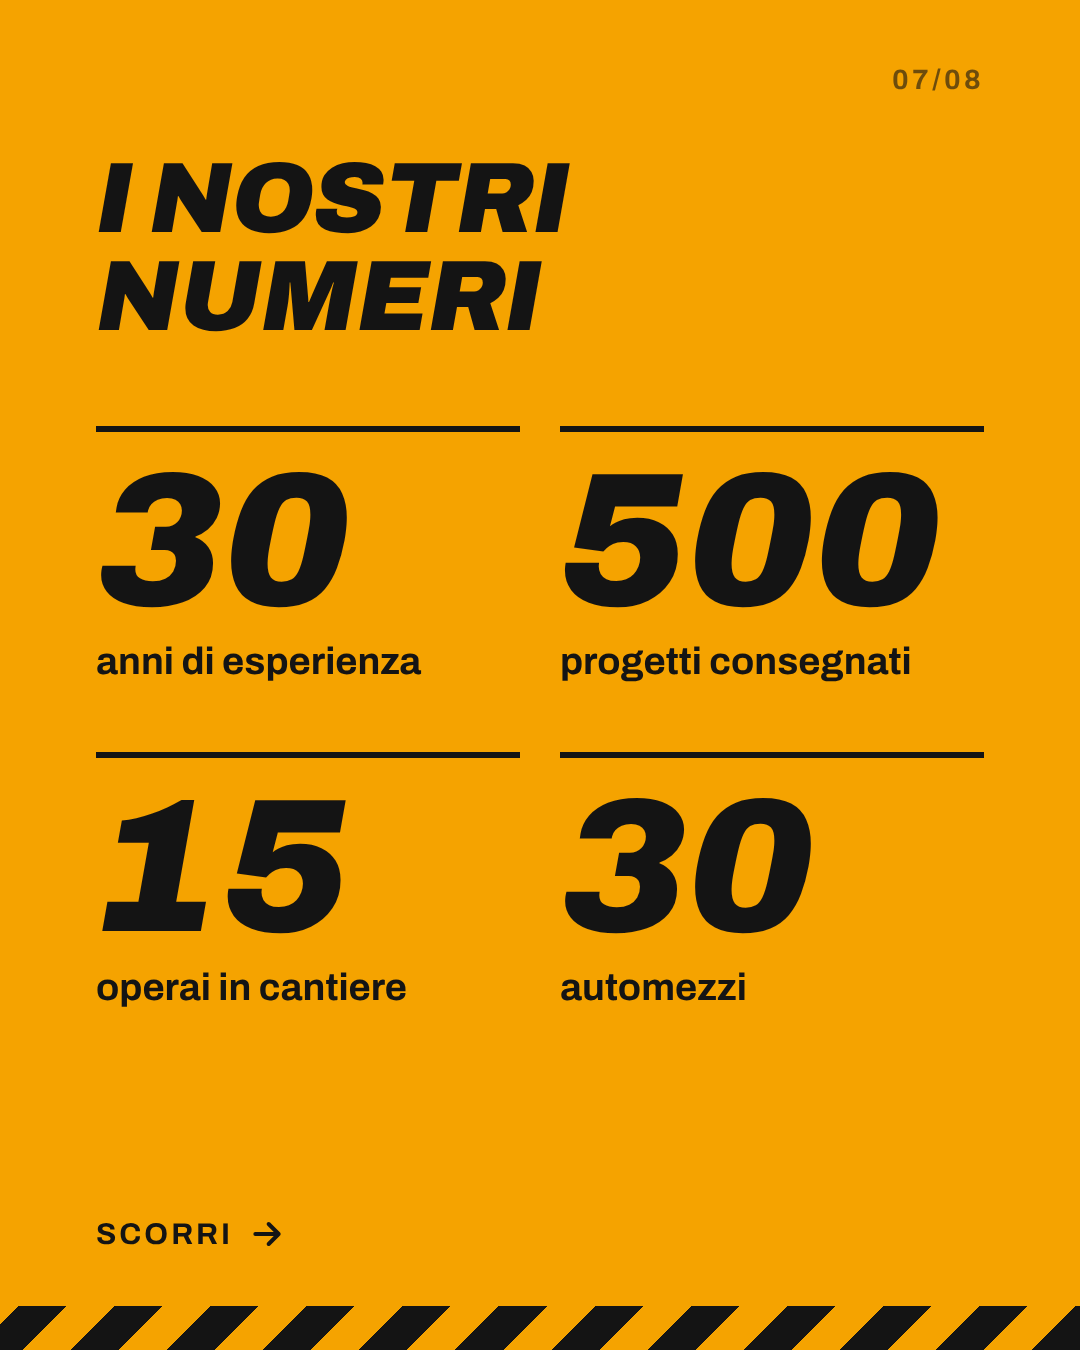 07/08
I NOSTRI
NUMERI
30
anni di esperienza
500
progetti consegnati
15
operai in cantiere
30
automezzi
SCORRI →